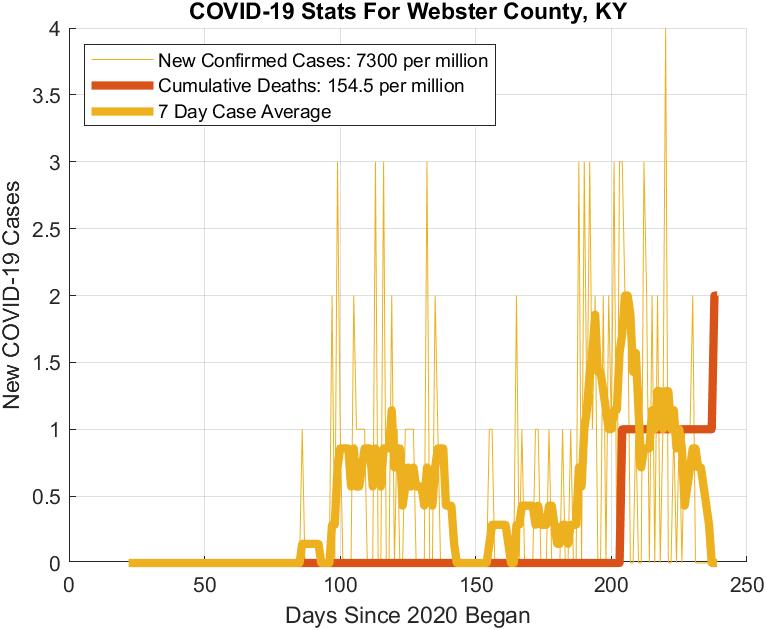 COVID-19 Stats For Webster County, KY
New Confirmed Cases: 7300 per million
Cumulative Deaths: 154.5 per million
7 Day Case Average
New COVID-19 Cases
4
3.5
3
2.5
2
1.5
1
0.5
0
0 50 100 150 200 250
Days Since 2020 Began